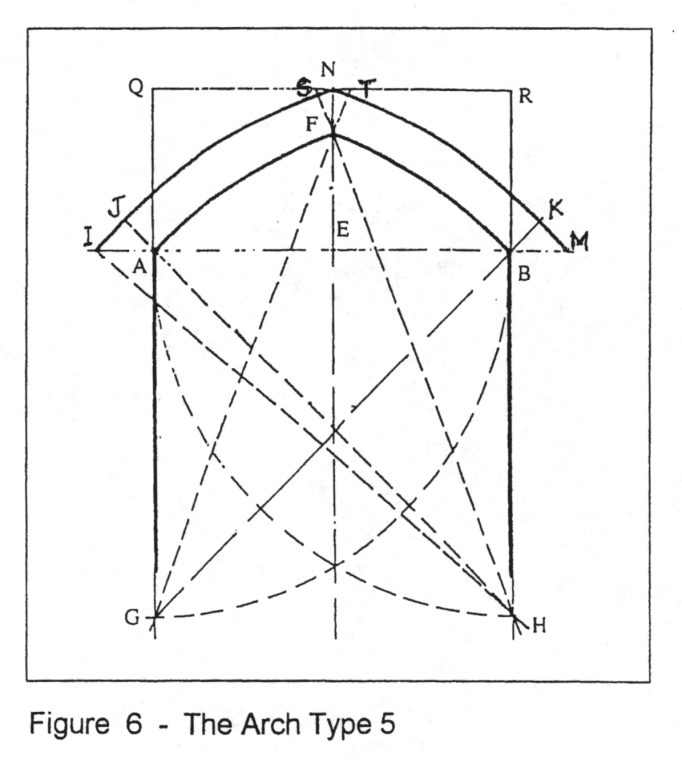 N
Q S T R
F
J K
I E M
A B
G H
Figure 6 - The Arch Type 5